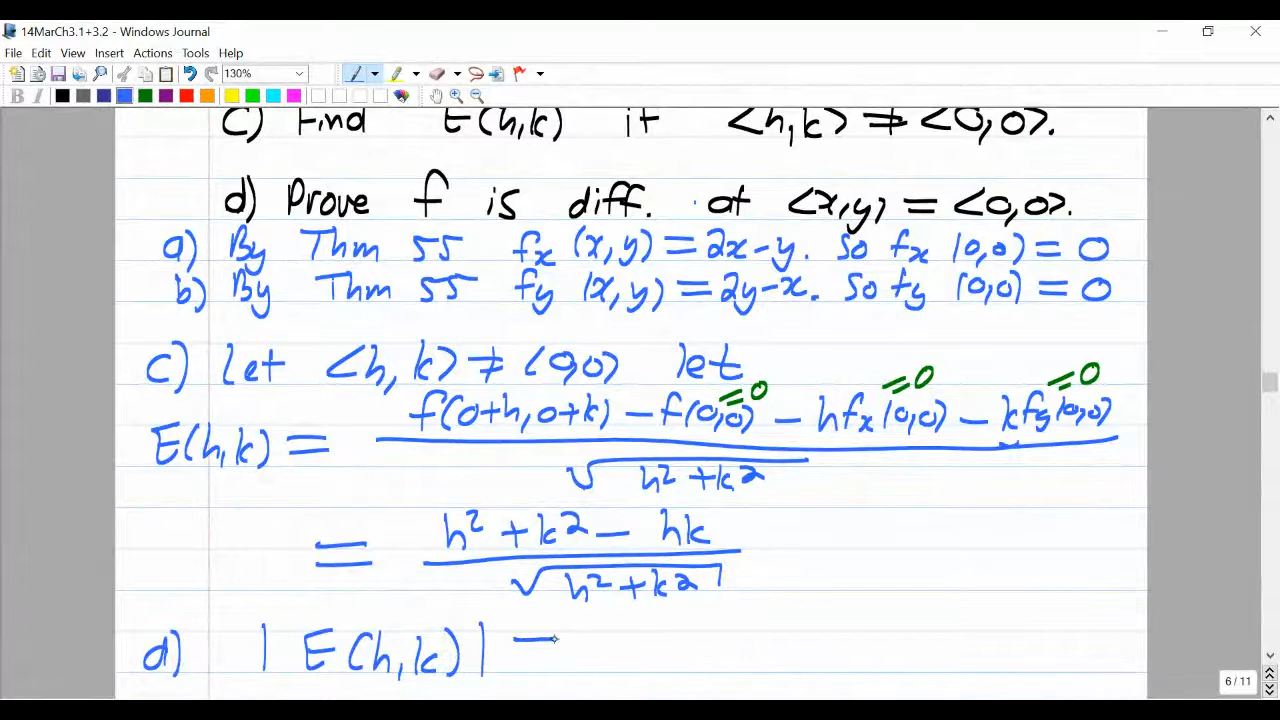 14MarCh3.1+3.2 - Windows Journal
File Edit View Insert Actions Tools Help
130%
B I
c) Find E(h,k) if <h,k> ≠ <0,0>.
d) Prove f is diff. at <x,y> = <0,0>.
a) By Thm 55 fx (x,y) = 2x-y. So fx (0,0) = 0
b) By Thm 55 fy (x,y) = 2y-x. So fy (0,0) = 0
c) Let <h,k> ≠ <0,0> let
=0 =0 =0
f(0+h, 0+k) - f(0,0) - hfx(0,0) - kfy(0,0)
E(h,k) =
√h² + k²
= h² + k² - hk
√h² + k²
d) |E(h,k)|
6/11